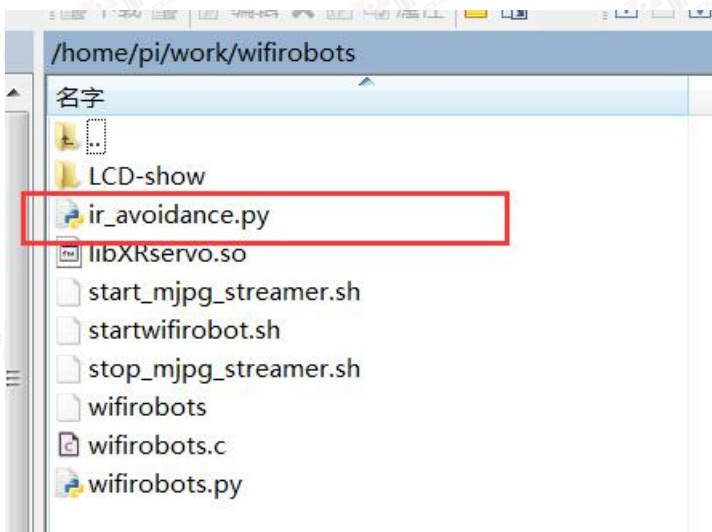 /home/pi/work/wifirobots
名字
..
LCD-show
ir_avoidance.py
libXRservo.so
start_mjpg_streamer.sh
startwifirobot.sh
stop_mjpg_streamer.sh
wifirobots
wifirobots.c
wifirobots.py